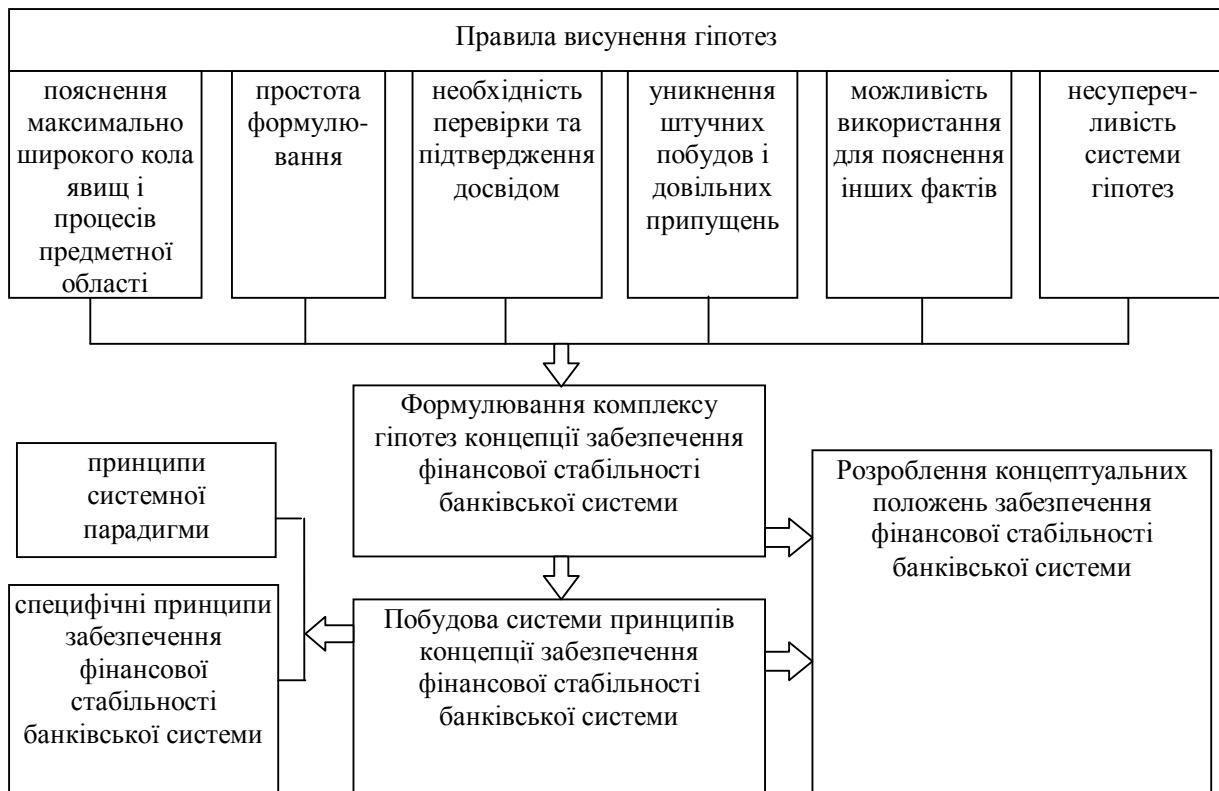 Правила висунення гіпотез
пояснення
максимально
широкого кола
явищ і
процесів
предметної
області
простота
формулю-
вання
необхідність
перевірки та
підтвердження
досвідом
уникнення
штучних
побудов і
довільних
припущень
можливість
використання
для пояснення
інших фактів
несупереч-
ливість
системи
гіпотез
Формулювання комплексу
гіпотез концепції забезпечення
фінансової стабільності
банківської системи
принципи
системної
парадигми
Розроблення концептуальних
положень забезпечення
фінансової стабільності
банківської системи
специфічні принципи
забезпечення
фінансової
стабільності
банківської системи
Побудова системи принципів
концепції забезпечення
фінансової стабільності
банківської системи